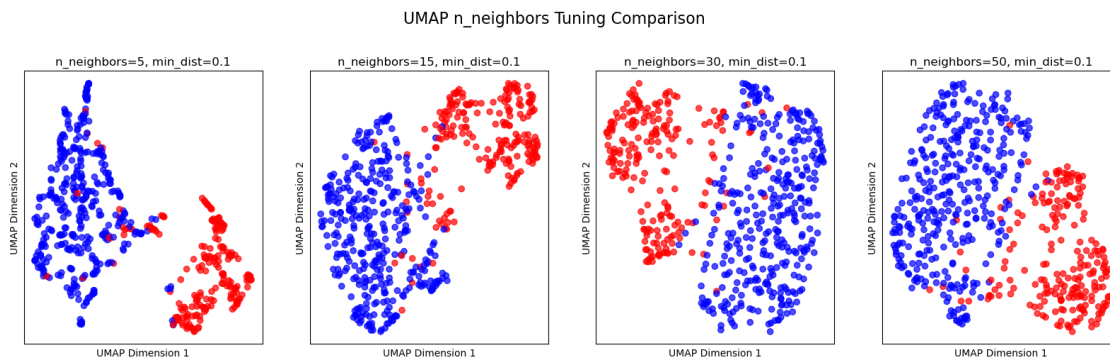 UMAP n_neighbors Tuning Comparison
n_neighbors=5, min_dist=0.1
n_neighbors=15, min_dist=0.1
n_neighbors=30, min_dist=0.1
n_neighbors=50, min_dist=0.1
UMAP Dimension 2
UMAP Dimension 2
UMAP Dimension 2
UMAP Dimension 2
UMAP Dimension 1
UMAP Dimension 1
UMAP Dimension 1
UMAP Dimension 1